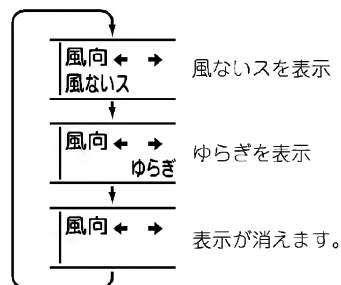 風向← →
風ないス
風ないスを表示
風向← →
ゆらぎ
ゆらぎを表示
風向← →
表示が消えます。